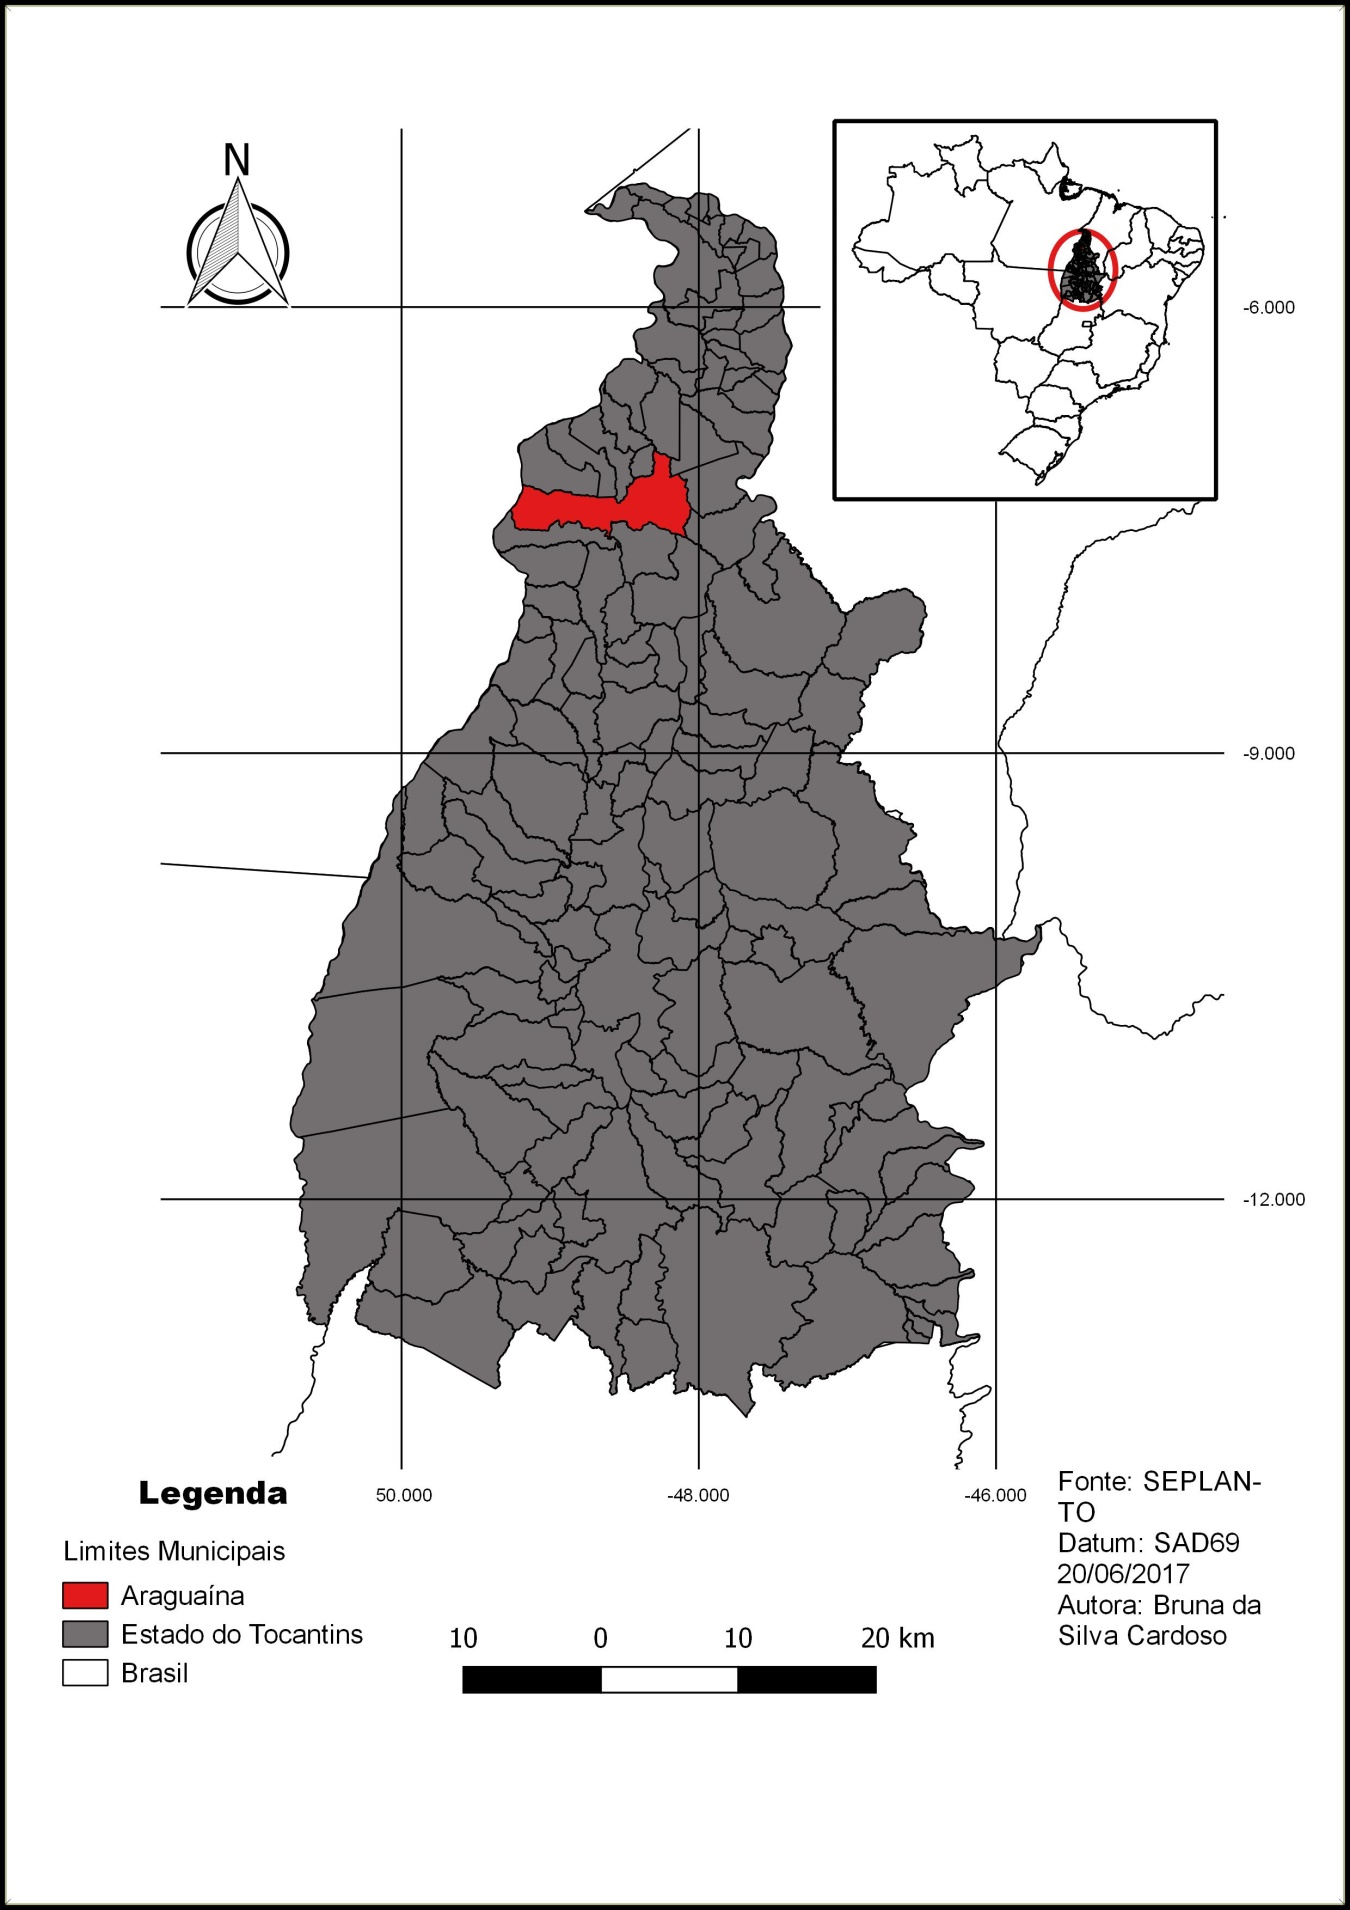 N
-6.000
-9.000
-12.000
50.000
-48.000
-46.000
Legenda
Limites Municipais
Araguaína
Estado do Tocantins
Brasil
10 0 10 20 km
Fonte: SEPLAN-
TO
Datum: SAD69
20/06/2017
Autora: Bruna da
Silva Cardoso